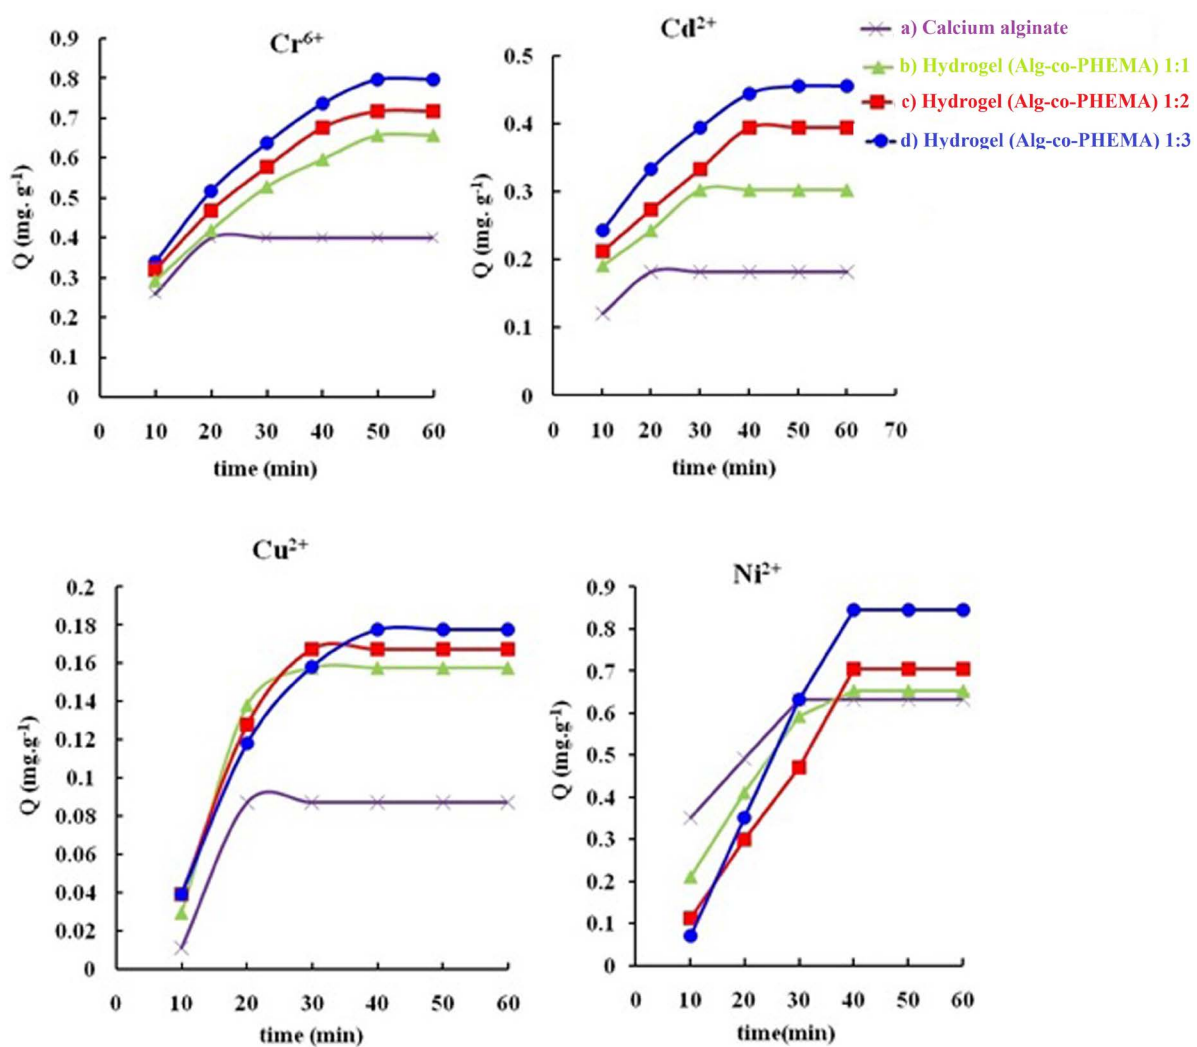 Cr⁶⁺
Q (mg. g⁻¹)
0.9
0.8
0.7
0.6
0.5
0.4
0.3
0.2
0.1
0
0 10 20 30 40 50 60
time (min)
Cd²⁺
Q (mg. g⁻¹)
0.5
0.4
0.3
0.2
0.1
0
0 10 20 30 40 50 60 70
time (min)
a) Calcium alginate
b) Hydrogel (Alg-co-PHEMA) 1:1
c) Hydrogel (Alg-co-PHEMA) 1:2
d) Hydrogel (Alg-co-PHEMA) 1:3
Cu²⁺
Q (mg.g⁻¹)
0.2
0.18
0.16
0.14
0.12
0.1
0.08
0.06
0.04
0.02
0
0 10 20 30 40 50 60
time (min)
Ni²⁺
Q (mg.g⁻¹)
0.9
0.8
0.7
0.6
0.5
0.4
0.3
0.2
0.1
0
0 10 20 30 40 50 60
time(min)